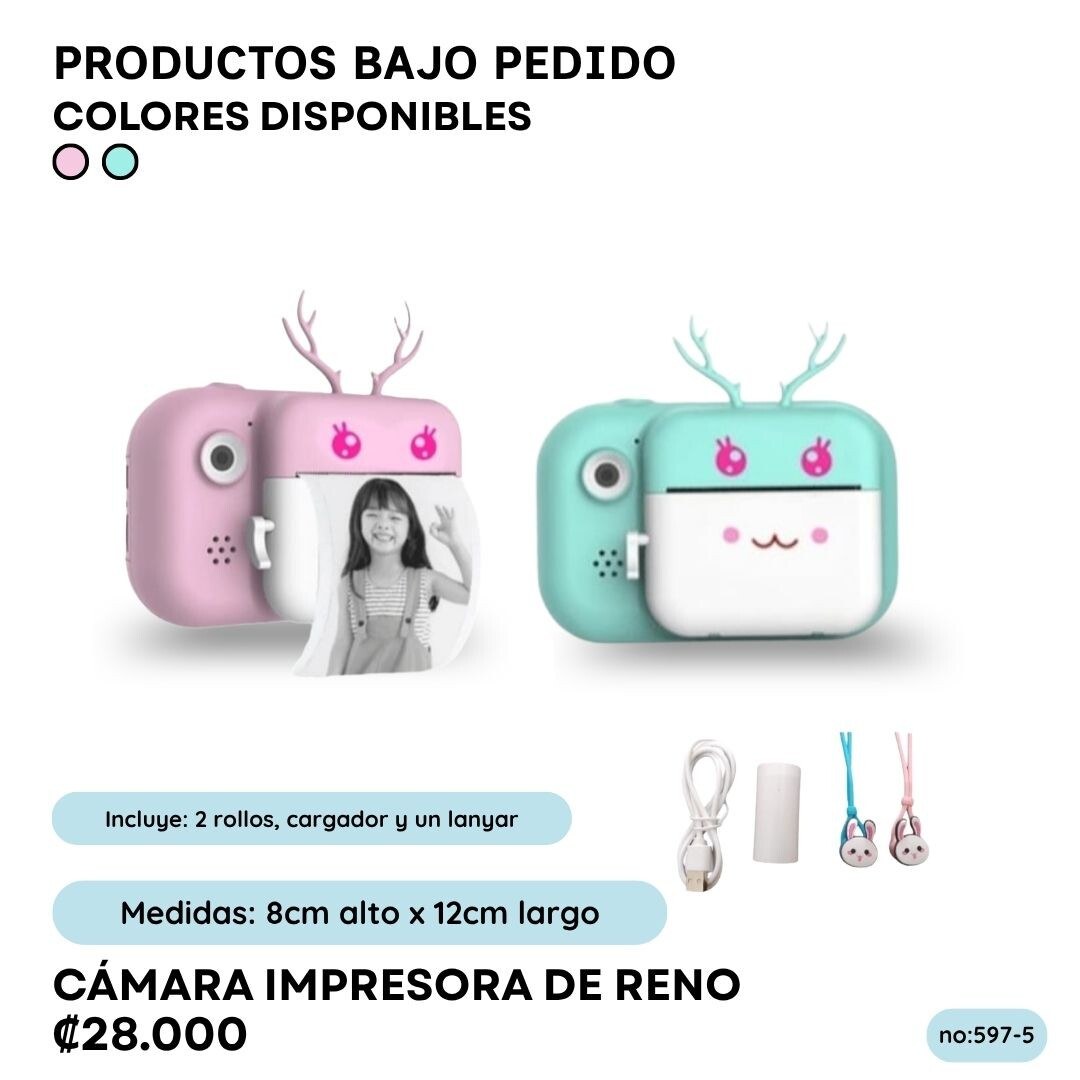 PRODUCTOS BAJO PEDIDO
COLORES DISPONIBLES
Incluye: 2 rollos, cargador y un lanyar
Medidas: 8cm alto x 12cm largo
CÁMARA IMPRESORA DE RENO
₡28.000
no:597-5